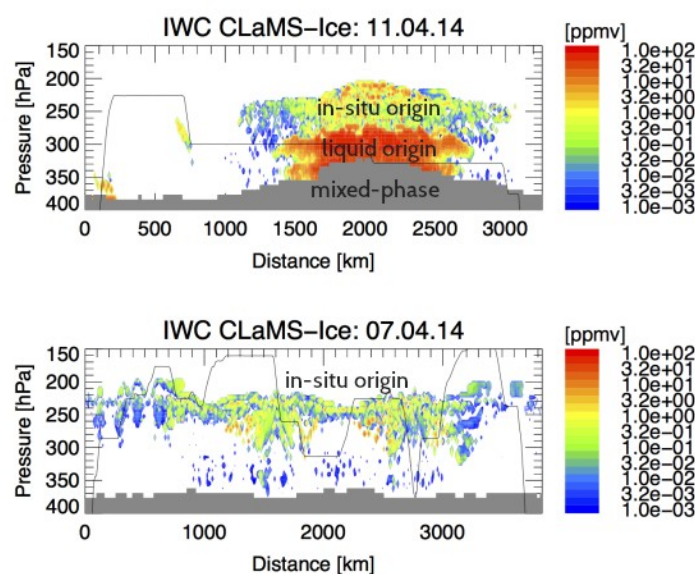 IWC CLaMS-Ice: 11.04.14
[ppmv]
Pressure [hPa]
150
200
250
300
350
400
in-situ origin
liquid origin
mixed-phase
1.0e+02
3.2e+01
1.0e+01
3.2e+00
1.0e+00
3.2e-01
1.0e-01
3.2e-02
1.0e-02
3.2e-03
1.0e-03
0 500 1000 1500 2000 2500 3000
Distance [km]
IWC CLaMS-Ice: 07.04.14
[ppmv]
Pressure [hPa]
150
200
250
300
350
400
in-situ origin
1.0e+02
3.2e+01
1.0e+01
3.2e+00
1.0e+00
3.2e-01
1.0e-01
3.2e-02
1.0e-02
3.2e-03
1.0e-03
0 1000 2000 3000
Distance [km]